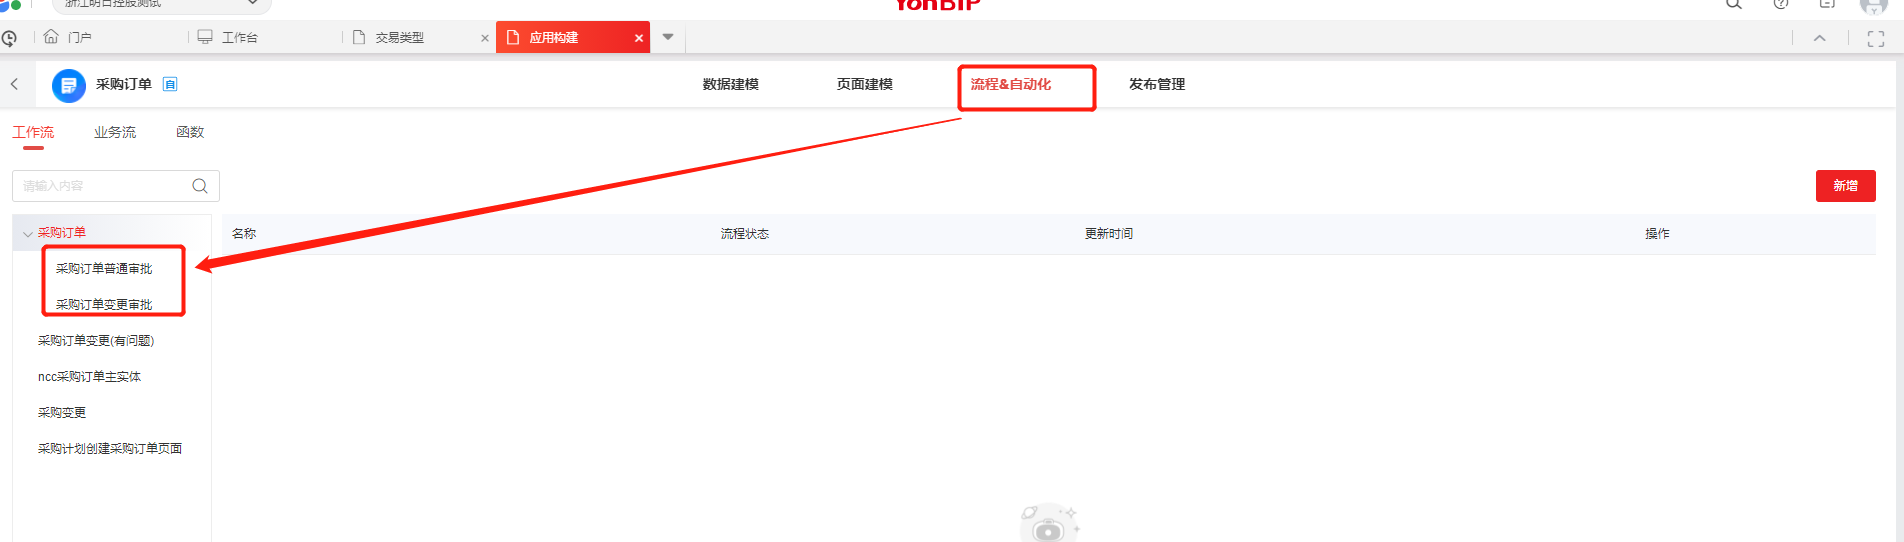 浙江明日控股测试
YonBIP
门户
工作台
交易类型
应用构建
采购订单 自
数据建模
页面建模
流程&自动化
发布管理
工作流
业务流
函数
请输入内容
新增
采购订单
名称
流程状态
更新时间
操作
采购订单普通审批
采购订单变更审批
采购订单变更(有问题)
ncc采购订单主实体
采购变更
采购计划创建采购订单页面